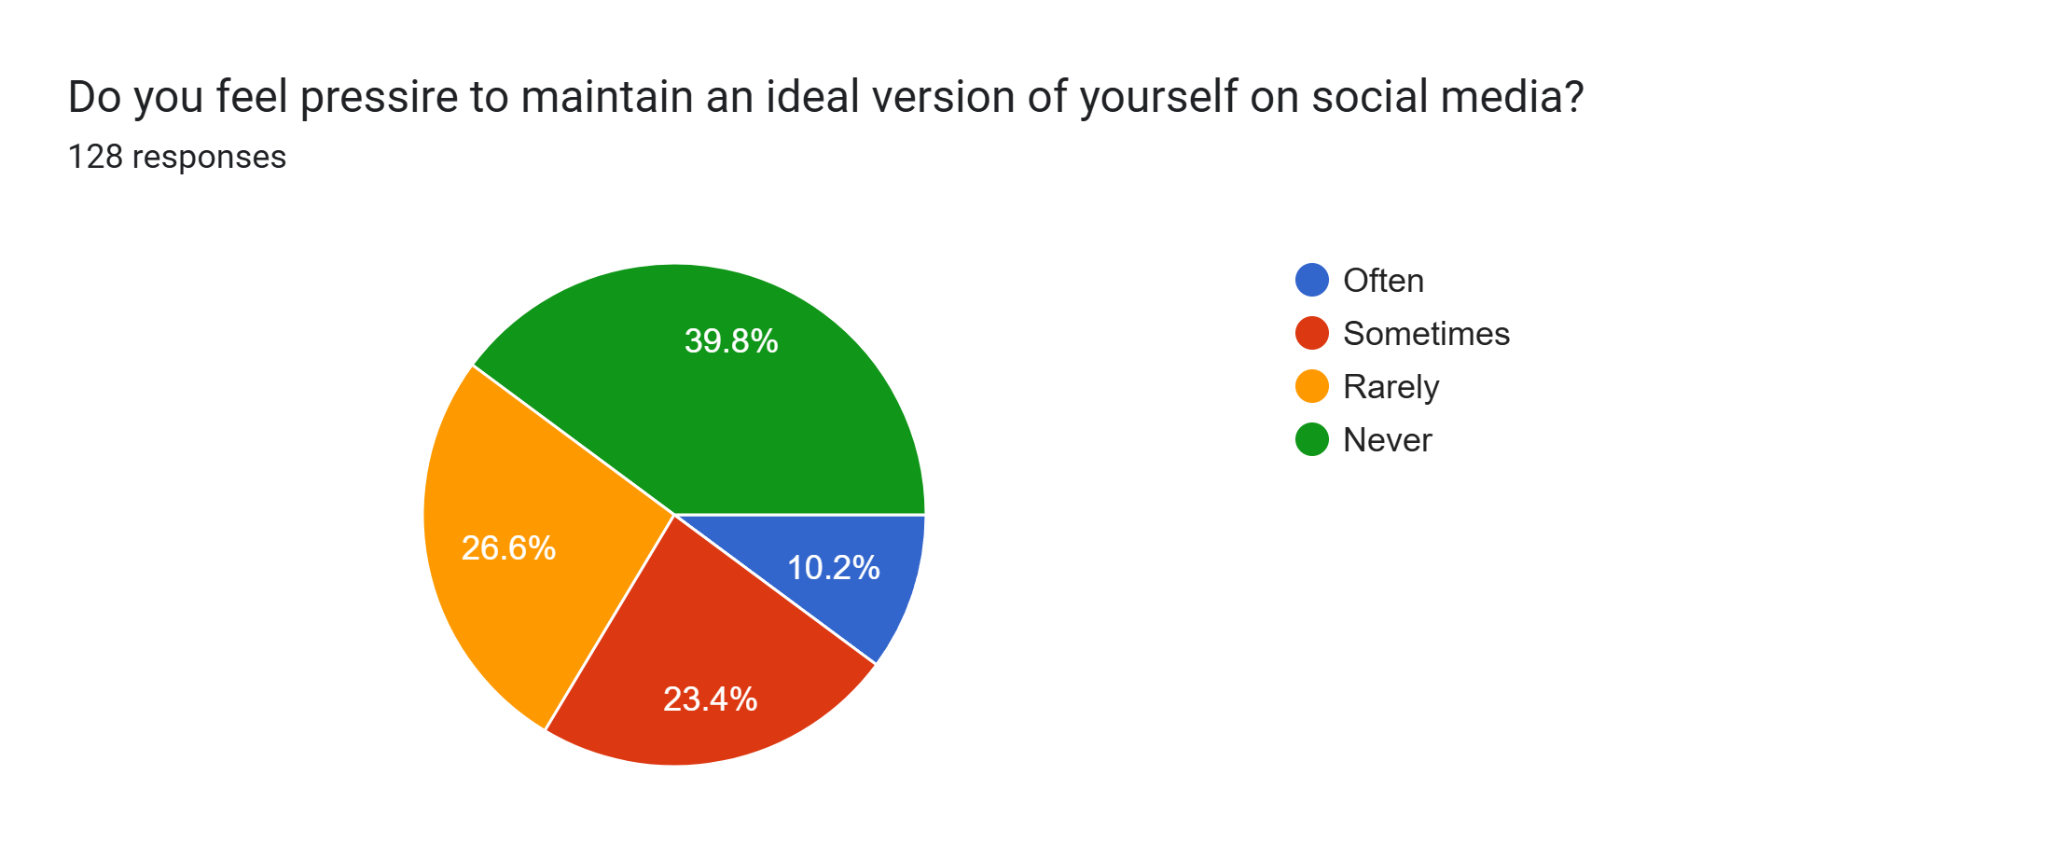 Do you feel pressire to maintain an ideal version of yourself on social media?
128 responses
Often
Sometimes
Rarely
Never
39.8%
26.6%
10.2%
23.4%